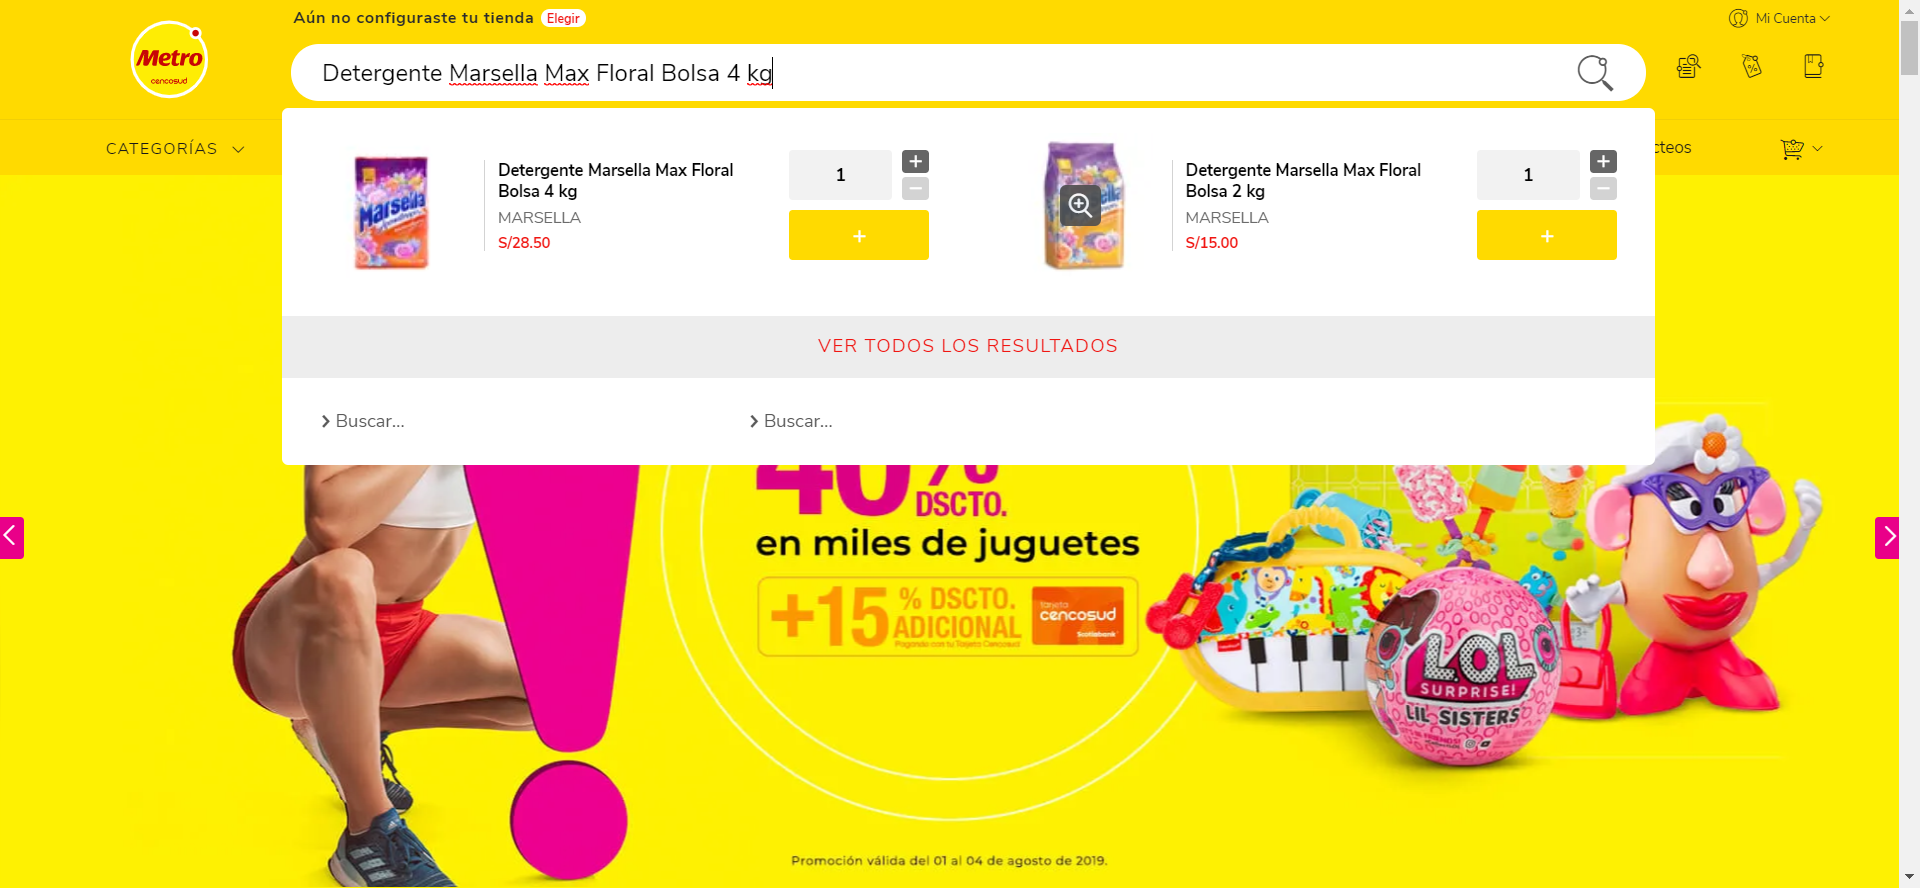 Aún no configuraste tu tienda Elegir
Mi Cuenta
Metro
cencosud
Detergente Marsella Max Floral Bolsa 4 kg
CATEGORÍAS
cteos
Marsella
Detergente Marsella Max Floral
Bolsa 4 kg
MARSELLA
S/28.50
1
+
−
+
Detergente Marsella Max Floral
Bolsa 2 kg
MARSELLA
S/15.00
1
+
−
+
VER TODOS LOS RESULTADOS
Buscar...
Buscar...
40%
DSCTO.
en miles de juguetes
+15% DSCTO.
ADICIONAL
Pagando con tu Tarjeta Cencosud
tarjeta
cencosud
Scotiabank
LOL
SURPRISE!
LIL SISTERS
Promoción válida del 01 al 04 de agosto de 2019.